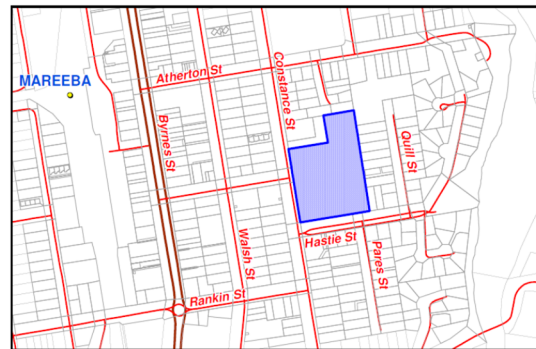 MAREEBA
Atherton St
Constance St
Byrnes St
Quill St
Walsh St
Hastie St
Pares St
Rankin St